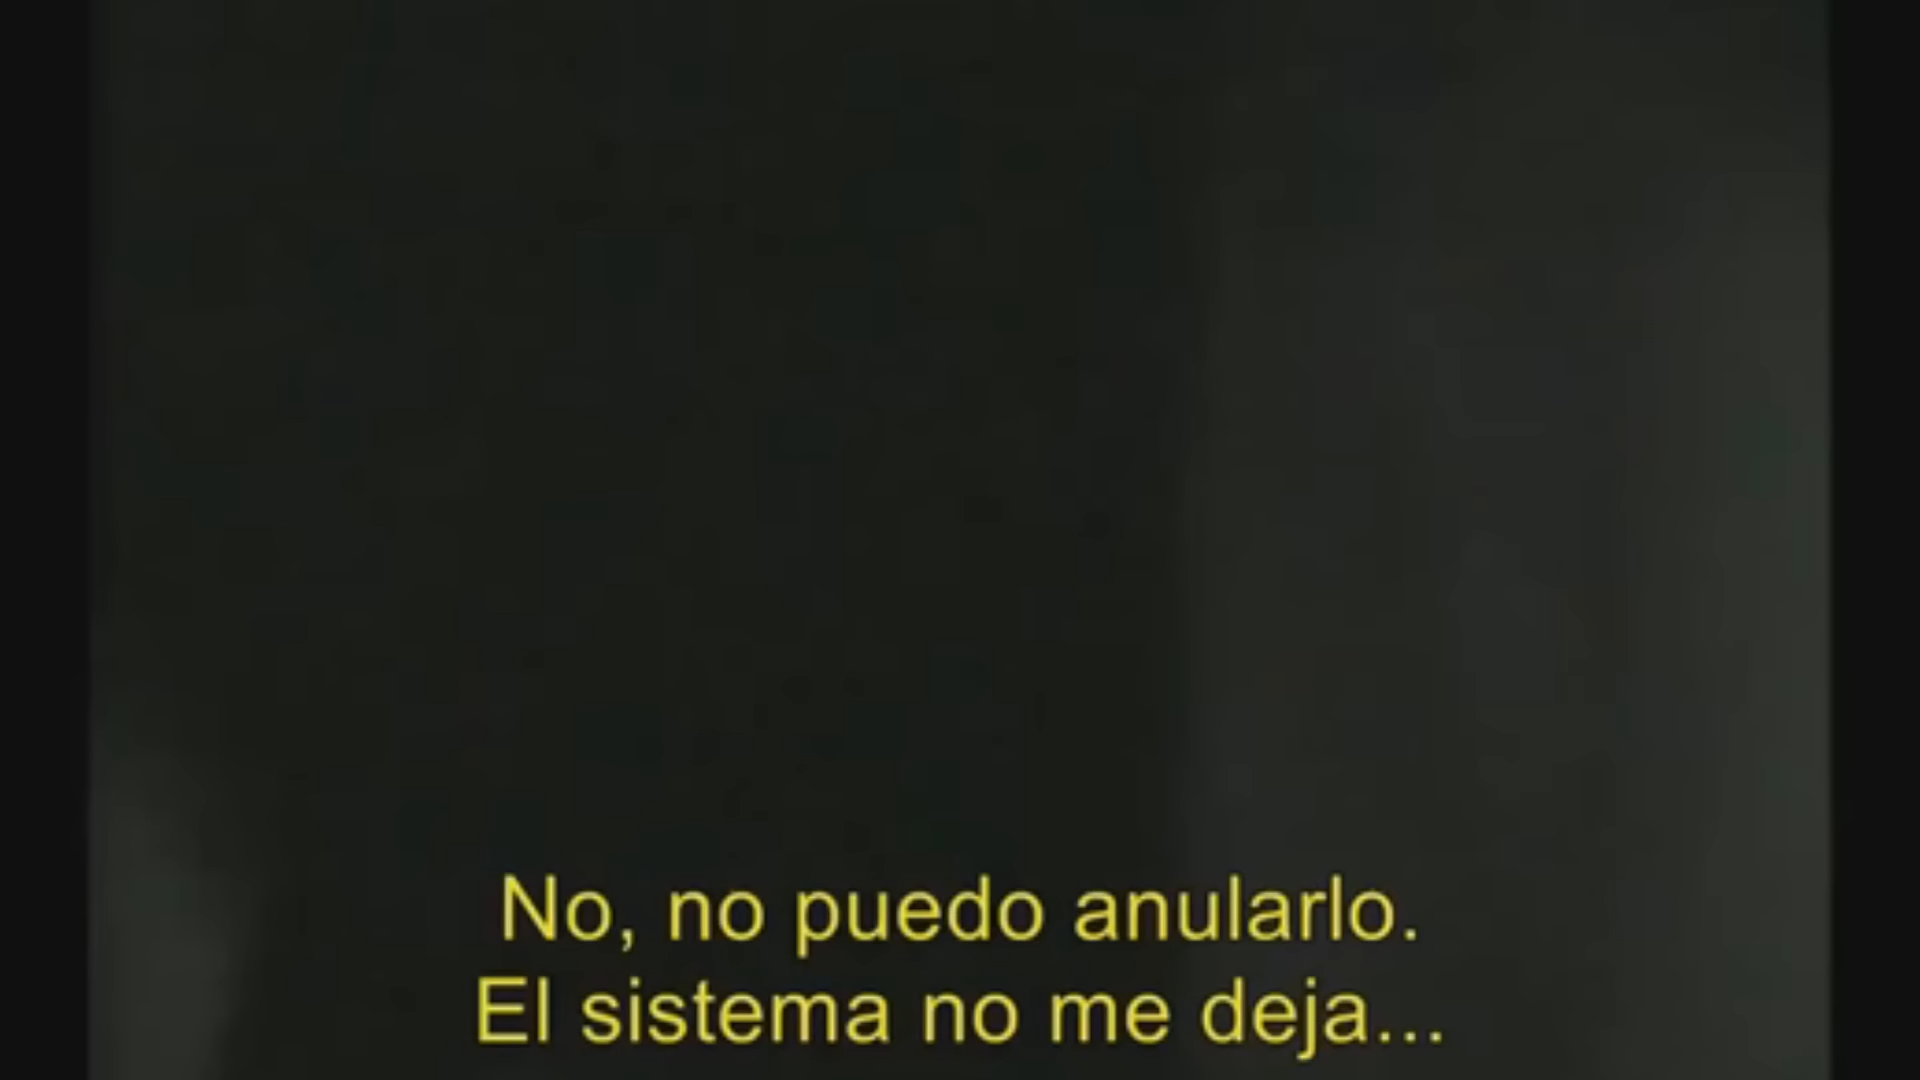 No, no puedo anularlo.
El sistema no me deja...